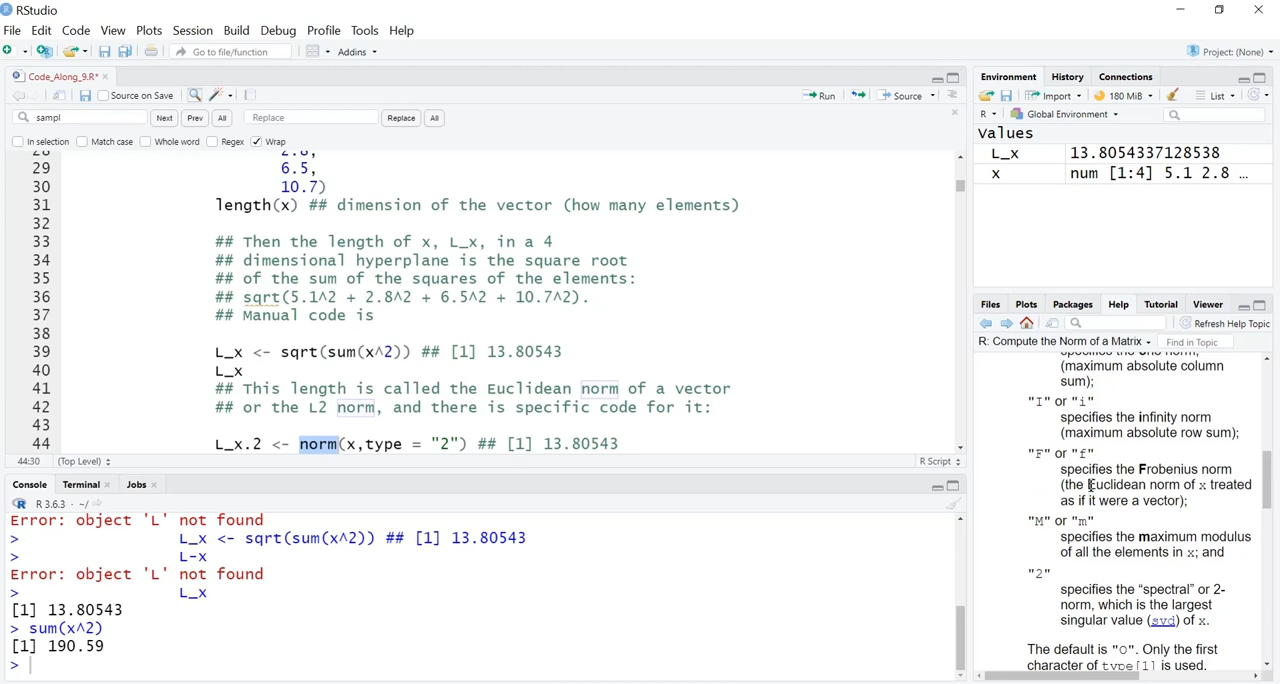 RStudio
File Edit Code View Plots Session Build Debug Profile Tools Help
Go to file/function Addins Project: (None)
Code_Along_9.R*
Source on Save Run Source
sampl Next Prev All Replace Replace All
In selection Match case Whole word Regex Wrap
28 2.8,
29 6.5,
30 10.7)
31 length(x) ## dimension of the vector (how many elements)
32
33 ## Then the length of x, L_x, in a 4
34 ## dimensional hyperplane is the square root
35 ## of the sum of the squares of the elements:
36 ## sqrt(5.1^2 + 2.8^2 + 6.5^2 + 10.7^2).
37 ## Manual code is
38
39 L_x <- sqrt(sum(x^2)) ## [1] 13.80543
40 L_x
41 ## This length is called the Euclidean norm of a vector
42 ## or the L2 norm, and there is specific code for it:
43
44 L_x.2 <- norm(x,type = "2") ## [1] 13.80543
44:30 (Top Level) R Script
Console Terminal Jobs
R 3.6.3 · ~/
Error: object 'L' not found
> L_x <- sqrt(sum(x^2)) ## [1] 13.80543
> L-x
Error: object 'L' not found
> L_x
[1] 13.80543
> sum(x^2)
[1] 190.59
>
Environment History Connections
Import 180 MiB List
R Global Environment
Values
L_x 13.8054337128538
x num [1:4] 5.1 2.8 ...
Files Plots Packages Help Tutorial Viewer
Refresh Help Topic
R: Compute the Norm of a Matrix Find in Topic
specifies the one norm,
(maximum absolute column
sum);
"I" or "i"
specifies the infinity norm
(maximum absolute row sum);
"F" or "f"
specifies the Frobenius norm
(the Euclidean norm of x treated
as if it were a vector);
"M" or "m"
specifies the maximum modulus
of all the elements in x; and
"2"
specifies the “spectral” or 2-
norm, which is the largest
singular value (svd) of x.
The default is "O". Only the first
character of type[1] is used.